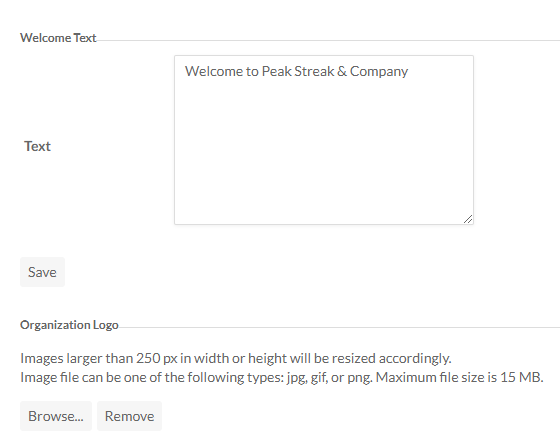 Welcome Text
Welcome to Peak Streak & Company
Text
Save
Organization Logo
Images larger than 250 px in width or height will be resized accordingly.
Image file can be one of the following types: jpg, gif, or png. Maximum file size is 15 MB.
Browse... Remove